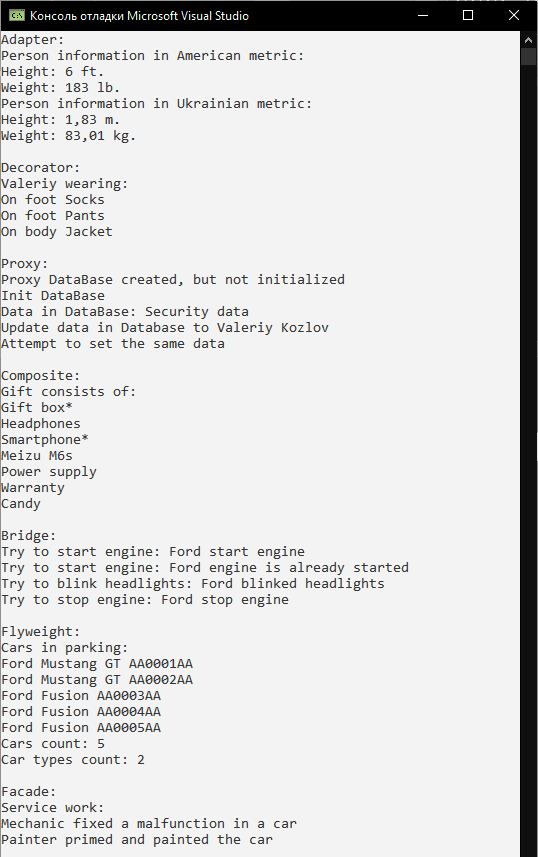 Консоль отладки Microsoft Visual Studio
Adapter:
Person information in American metric:
Height: 6 ft.
Weight: 183 lb.
Person information in Ukrainian metric:
Height: 1,83 m.
Weight: 83,01 kg.
Decorator:
Valeriy wearing:
On foot Socks
On foot Pants
On body Jacket
Proxy:
Proxy DataBase created, but not initialized
Init DataBase
Data in DataBase: Security data
Update data in Database to Valeriy Kozlov
Attempt to set the same data
Composite:
Gift consists of:
Gift box*
Headphones
Smartphone*
Meizu M6s
Power supply
Warranty
Candy
Bridge:
Try to start engine: Ford start engine
Try to start engine: Ford engine is already started
Try to blink headlights: Ford blinked headlights
Try to stop engine: Ford stop engine
Flyweight:
Cars in parking:
Ford Mustang GT AA0001AA
Ford Mustang GT AA0002AA
Ford Fusion AA0003AA
Ford Fusion AA0004AA
Ford Fusion AA0005AA
Cars count: 5
Car types count: 2
Facade:
Service work:
Mechanic fixed a malfunction in a car
Painter primed and painted the car